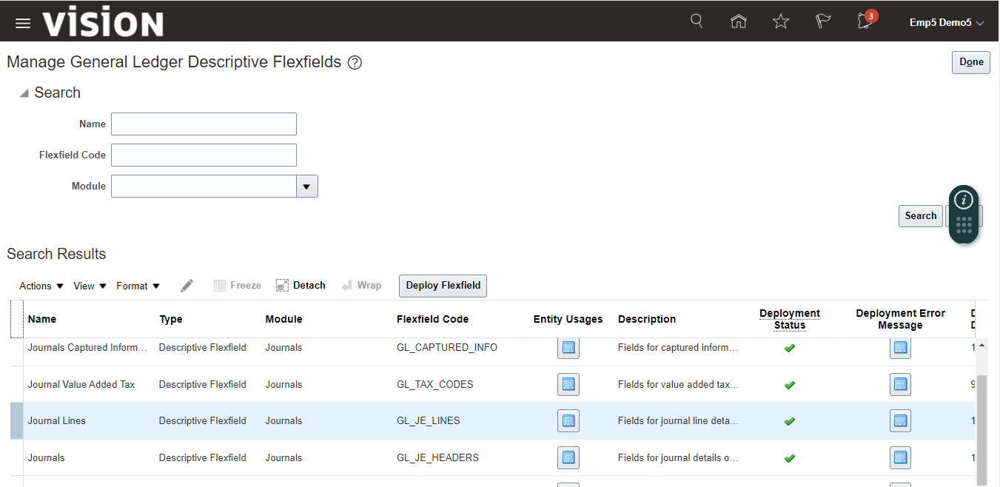 VISION
3
Emp5 Demo5
Manage General Ledger Descriptive Flexfields ?
Done
Search
Name
Flexfield Code
Module
Search
i
Search Results
Actions View Format Freeze Detach Wrap Deploy Flexfield
Name Type Module Flexfield Code Entity Usages Description Deployment Status Deployment Error Message
Journals Captured Inform... Descriptive Flexfield Journals GL_CAPTURED_INFO Fields for captured inform... 1
Journal Value Added Tax Descriptive Flexfield Journals GL_TAX_CODES Fields for value added tax... 9
Journal Lines Descriptive Flexfield Journals GL_JE_LINES Fields for journal line deta... 1
Journals Descriptive Flexfield Journals GL_JE_HEADERS Fields for journal details o... 1